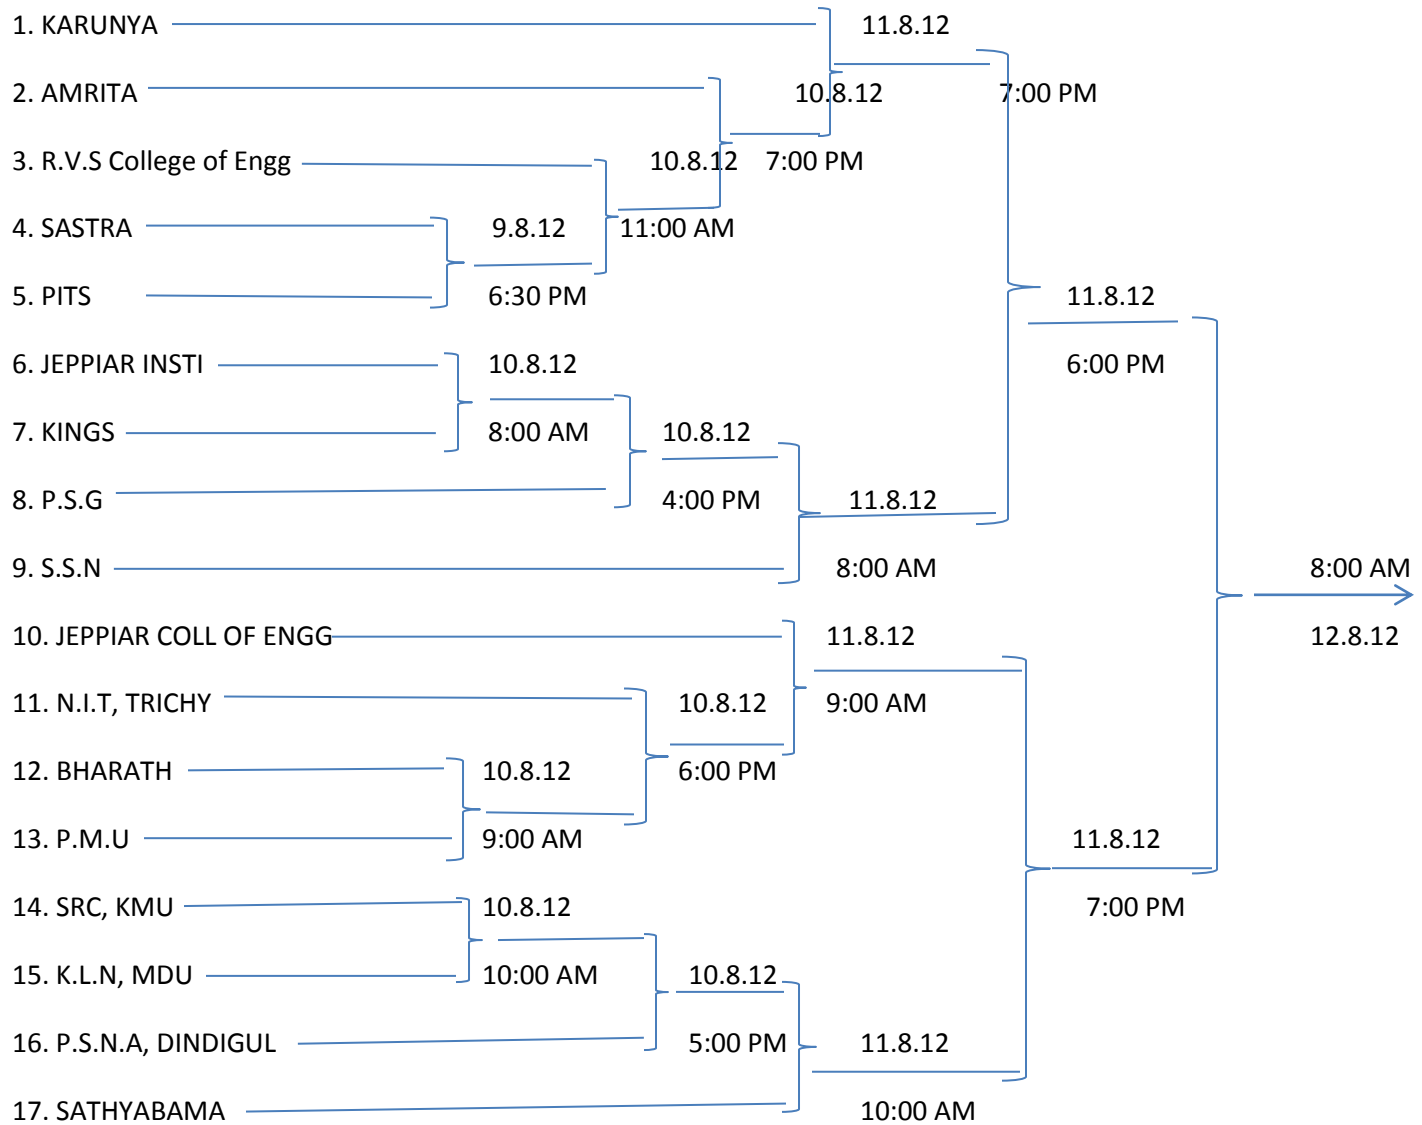 1. KARUNYA 11.8.12
2. AMRITA 10.8.12 7:00 PM
3. R.V.S College of Engg 10.8.12 7:00 PM
4. SASTRA 9.8.12 11:00 AM
5. PITS 6:30 PM 11.8.12
6. JEPPIAR INSTI 10.8.12 6:00 PM
7. KINGS 8:00 AM 10.8.12
8. P.S.G 4:00 PM 11.8.12
9. S.S.N 8:00 AM 8:00 AM
10. JEPPIAR COLL OF ENGG 11.8.12 12.8.12
11. N.I.T, TRICHY 10.8.12 9:00 AM
12. BHARATH 10.8.12 6:00 PM
13. P.M.U 9:00 AM 11.8.12
14. SRC, KMU 10.8.12 7:00 PM
15. K.L.N, MDU 10:00 AM 10.8.12
16. P.S.N.A, DINDIGUL 5:00 PM 11.8.12
17. SATHYABAMA 10:00 AM